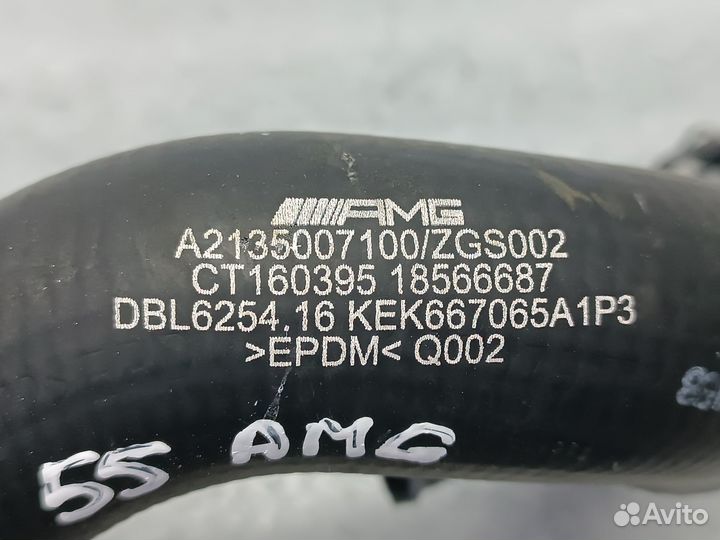 AMG
A2135007100/ZGS002
CT160395 18566687
DBL6254.16 KEK667065A1P3
>EPDM< Q002
55 AMG
Avito